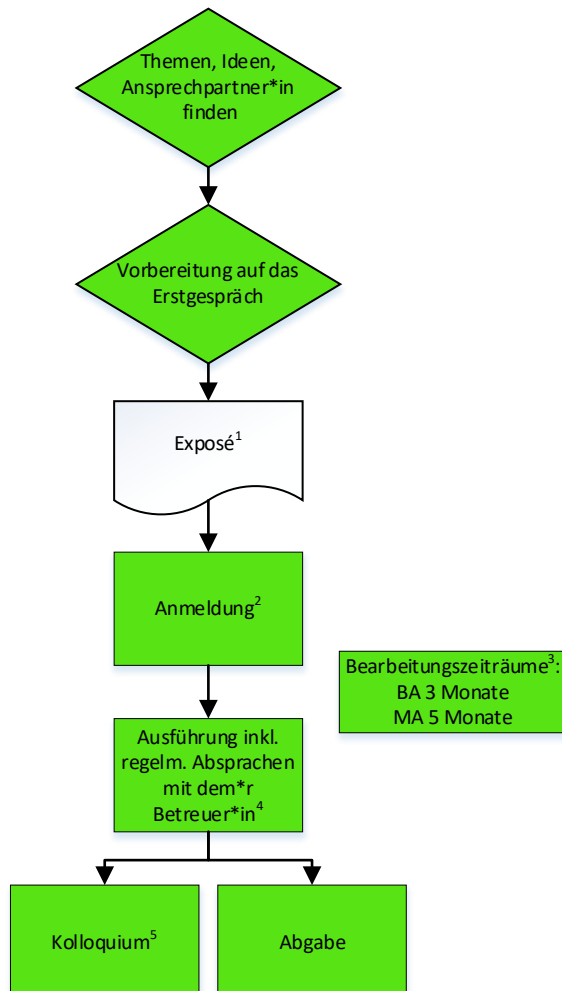 Themen, Ideen,
Ansprechpartner*in
finden
Vorbereitung auf das
Erstgespräch
Exposé¹
Anmeldung²
Bearbeitungszeiträume³:
BA 3 Monate
MA 5 Monate
Ausführung inkl.
regelm. Absprachen
mit dem*r
Betreuer*in⁴
Kolloquium⁵
Abgabe